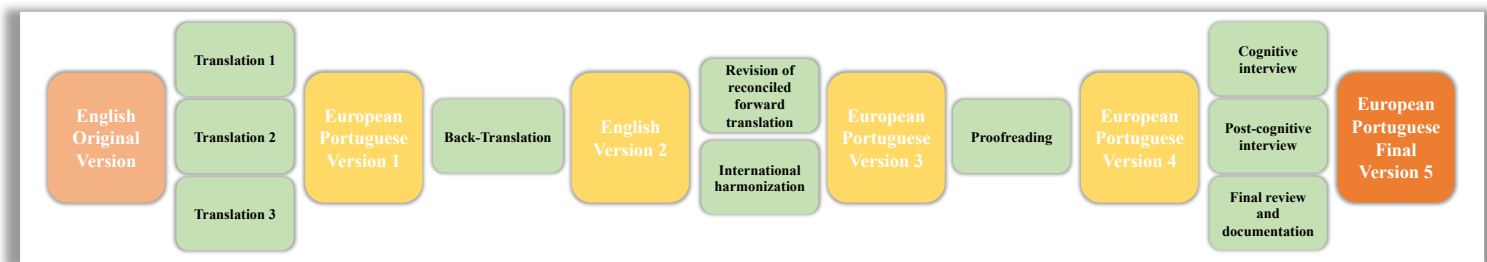 English
Original
Version
Translation 1
Translation 2
Translation 3
European
Portuguese
Version 1
Back-Translation
English
Version 2
Revision of
reconciled
forward
translation
International
harmonization
European
Portuguese
Version 3
Proofreading
European
Portuguese
Version 4
Cognitive
interview
Post-cognitive
interview
Final review
and
documentation
European
Portuguese
Final
Version 5